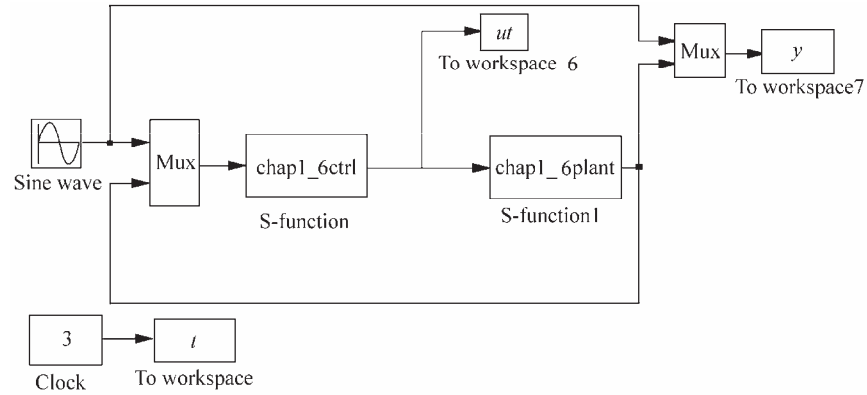 ut
To workspace 6
Mux
y
To workspace7
Sine wave
Mux
chap1_6ctrl
S-function
chap1_6plant
S-function1
3
Clock
t
To workspace